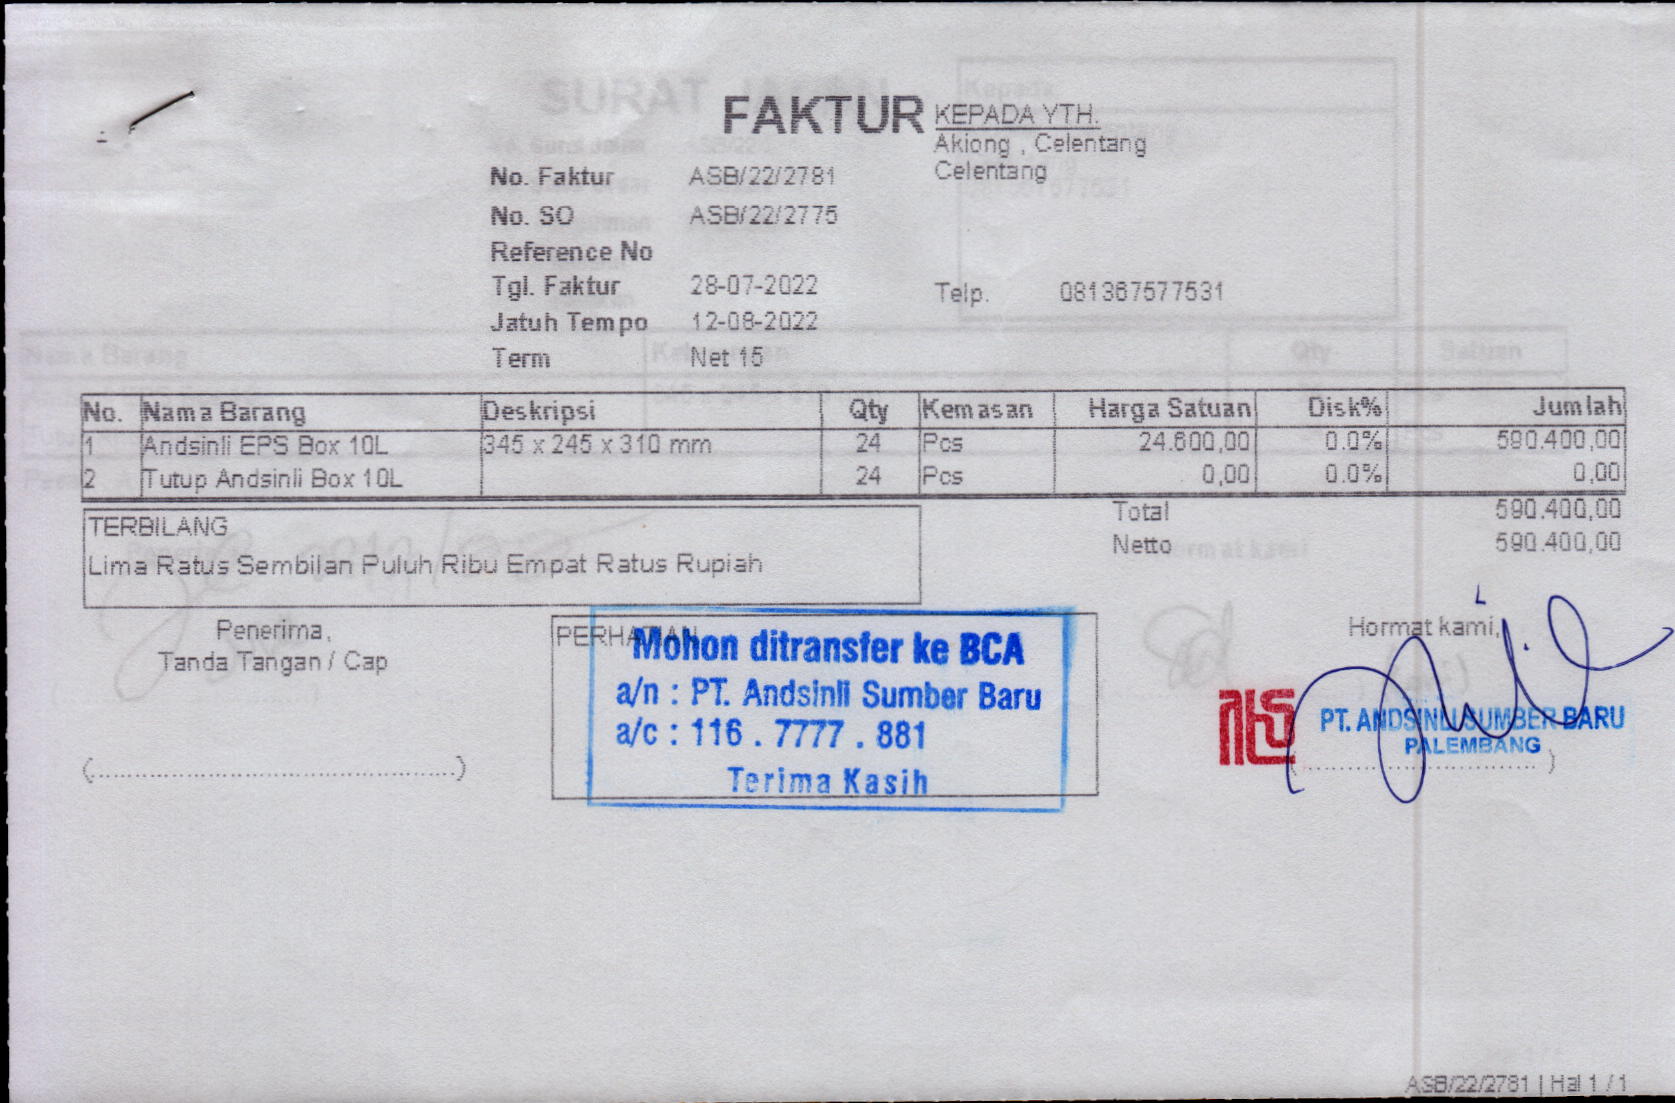 FAKTUR
KEPADA YTH.
Akiong , Celentang
Celentang
No. Faktur ASB/22/2781
No. SO ASB/22/2775
Reference No
Tgl. Faktur 28-07-2022
Telp. 081367577531
Jatuh Tempo 12-08-2022
Term Net 15
No. Nama Barang Deskripsi Qty Kemasan Harga Satuan Disk% Jumlah
1 Andsinli EPS Box 10L 345 x 245 x 310 mm 24 Pcs 24.600,00 0.0% 590.400,00
2 Tutup Andsinli Box 10L 24 Pcs 0,00 0.0% 0,00
Total 590.400,00
Netto 590.400,00
TERBILANG
Lima Ratus Sembilan Puluh Ribu Empat Ratus Rupiah
Penerima,
Tanda Tangan / Cap
(..............................................)
PERHATIAN
Mohon ditransfer ke BCA
a/n : PT. Andsinli Sumber Baru
a/c : 116 . 7777 . 881
Terima Kasih
Hormat kami,
PT. ANDSINLI SUMBER BARU
PALEMBANG
(..............................)
ASB/22/2781 | Hal 1 / 1